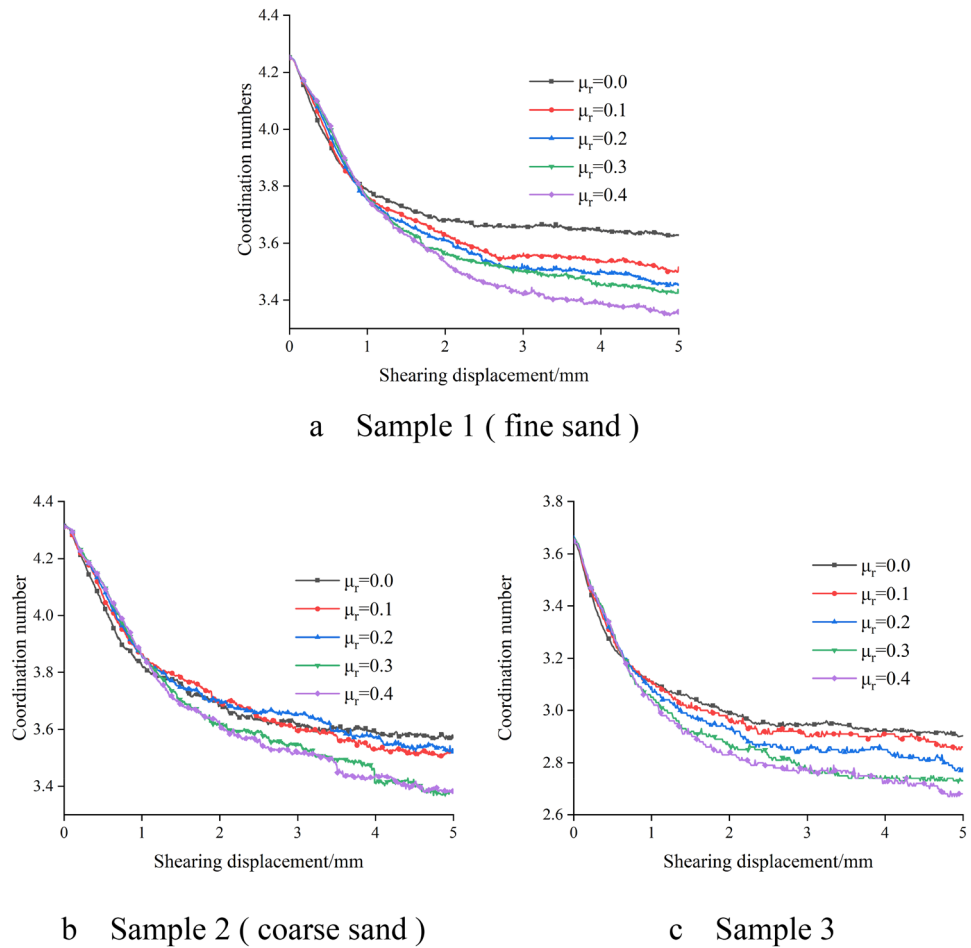 Coordination numbers
4.4
4.2
4.0
3.8
3.6
3.4
μr=0.0
μr=0.1
μr=0.2
μr=0.3
μr=0.4
0 1 2 3 4 5
Shearing displacement/mm
a Sample 1 ( fine sand )
Coordination number
4.4
4.2
4.0
3.8
3.6
3.4
μr=0.0
μr=0.1
μr=0.2
μr=0.3
μr=0.4
0 1 2 3 4 5
Shearing displacement/mm
b Sample 2 ( coarse sand )
Coordination number
3.8
3.6
3.4
3.2
3.0
2.8
2.6
μr=0.0
μr=0.1
μr=0.2
μr=0.3
μr=0.4
0 1 2 3 4 5
Shearing displacement/mm
c Sample 3